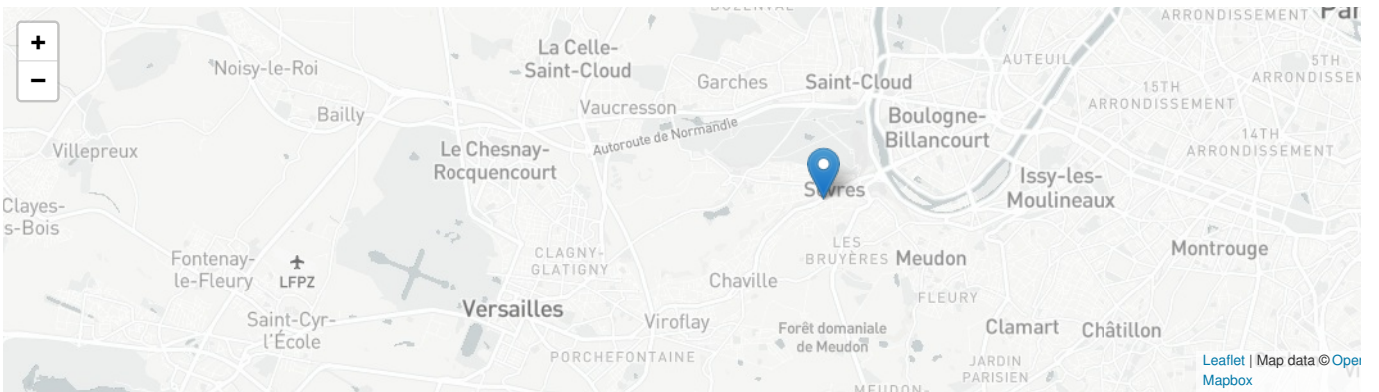 ARRONDISSEMENT
+
−
La Celle-
Saint-Cloud
Noisy-le-Roi
Garches
Saint-Cloud
AUTEUIL
5TH
15TH
ARRONDISSEMENT
Bailly
Vaucresson
Boulogne-
Billancourt
Autoroute de Normandie
14TH
ARRONDISSEMENT
Villepreux
Le Chesnay-
Rocquencourt
Issy-les-
Moulineaux
Clayes-
s-Bois
Fontenay-
le-Fleury
LFPZ
CLAGNY-
GLATIGNY
LES
BRUYÈRES
Meudon
Montrouge
Chaville
FLEURY
Versailles
Saint-Cyr-
l'École
Viroflay
Forêt domaniale
de Meudon
Clamart
Châtillon
PORCHEFONTAINE
JARDIN
PARISIEN
MEUDON-
Leaflet | Map data ©
Mapbox